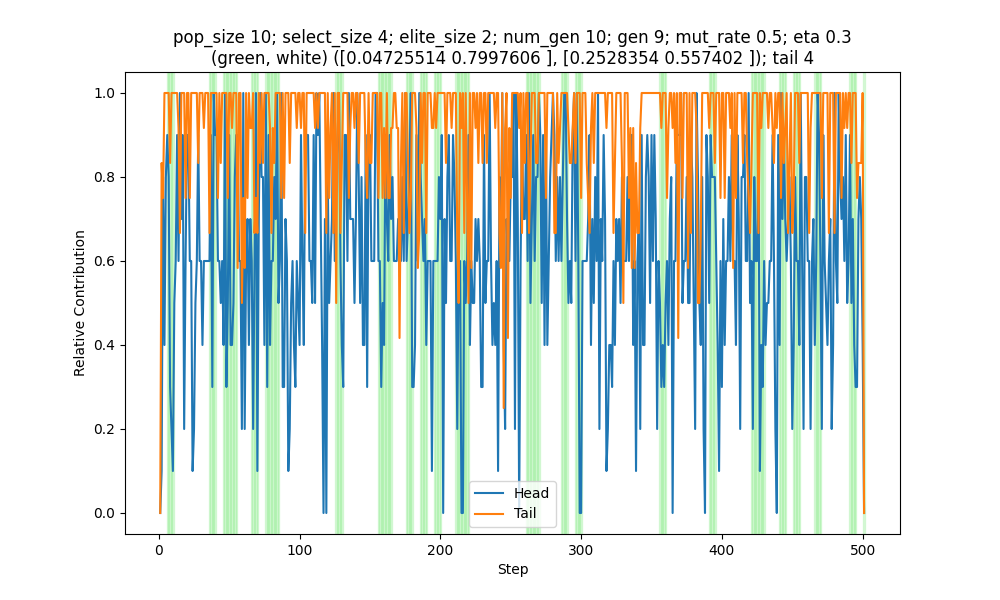 pop_size 10; select_size 4; elite_size 2; num_gen 10; gen 9; mut_rate 0.5; eta 0.3
(green, white) ([0.04725514 0.7997606 ], [0.2528354 0.557402 ]); tail 4
1.0
0.8
0.6
0.4
0.2
0.0
Relative Contribution
Head
Tail
0 100 200 300 400 500
Step